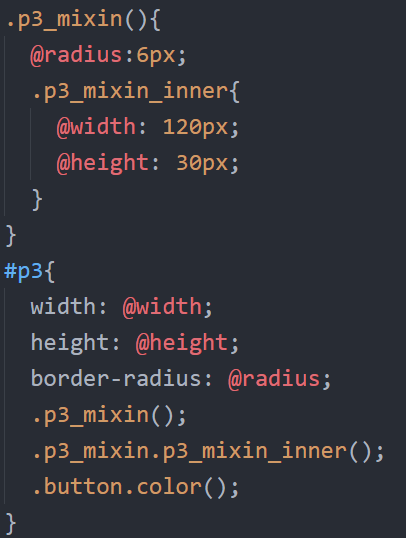 .p3_mixin(){
  @radius:6px;
  .p3_mixin_inner{
    @width: 120px;
    @height: 30px;
  }
}
#p3{
  width: @width;
  height: @height;
  border-radius: @radius;
  .p3_mixin();
  .p3_mixin.p3_mixin_inner();
  .button.color();
}